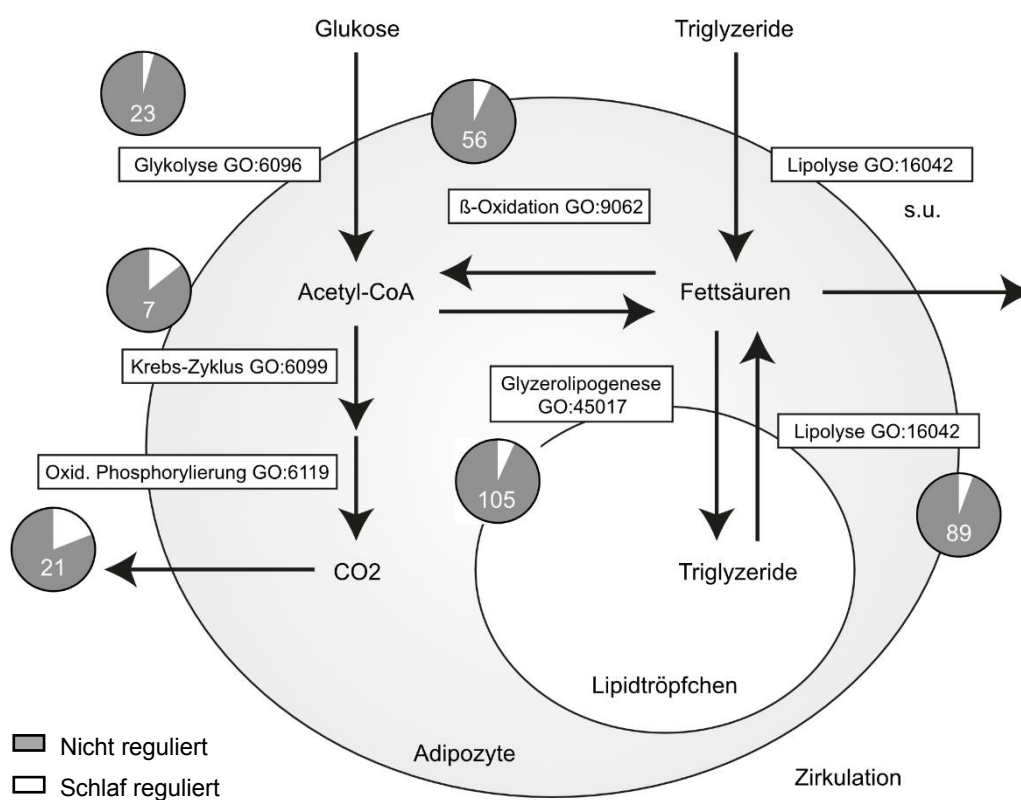 Glukose
Triglyzeride
23
56
Glykolyse GO:6096
Lipolyse GO:16042
s.u.
ß-Oxidation GO:9062
7
Acetyl-CoA
Fettsäuren
Krebs-Zyklus GO:6099
Glyzerolipogenese
GO:45017
Lipolyse GO:16042
Oxid. Phosphorylierung GO:6119
105
89
21
CO2
Triglyzeride
Lipidtröpfchen
Adipozyte
Zirkulation
Nicht reguliert
Schlaf reguliert